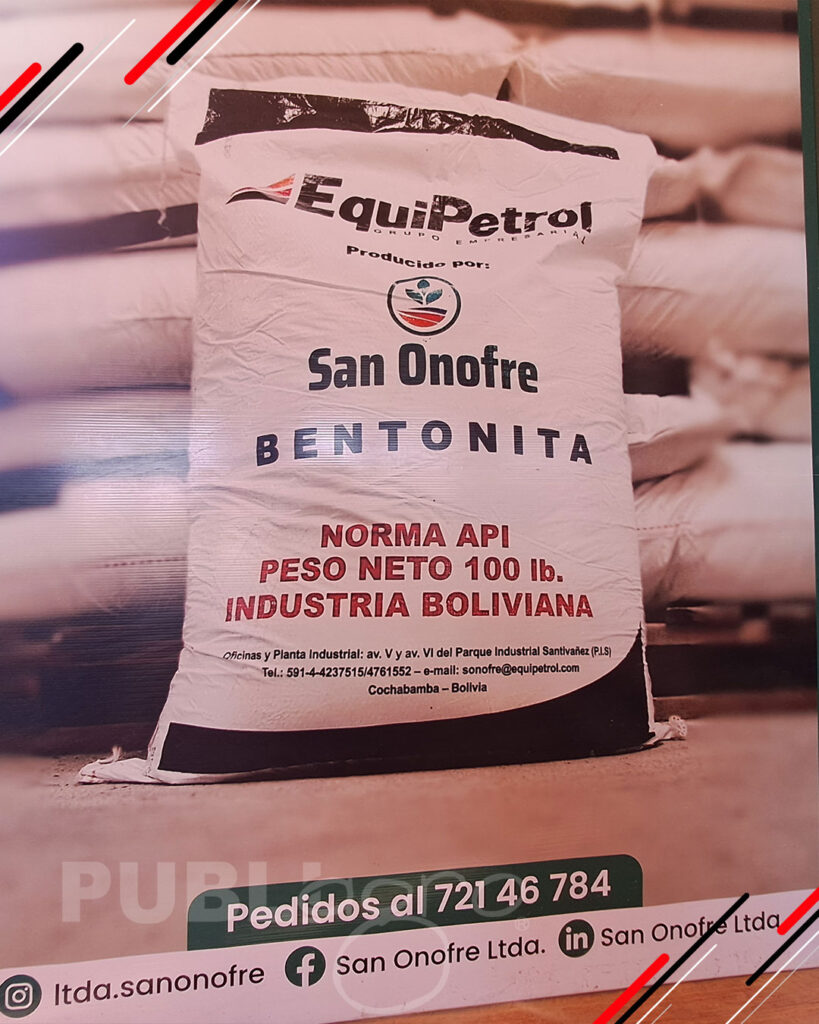 EquiPetrol
GRUPO EMPRESARIAL
Producido por:
San Onofre
BENTONITA
NORMA API
PESO NETO 100 lb.
INDUSTRIA BOLIVIANA
Oficinas y Planta Industrial: av. V y av. VI del Parque Industrial Santivañez (P.I.S)
Tel.: 591-4-4237515/4761552 – e-mail: sonofre@equipetrol.com
Cochabamba – Bolivia
PUBLI
Pedidos al 721 46 784
ltda.sanonofre
San Onofre Ltda.
in San Onofre Ltda